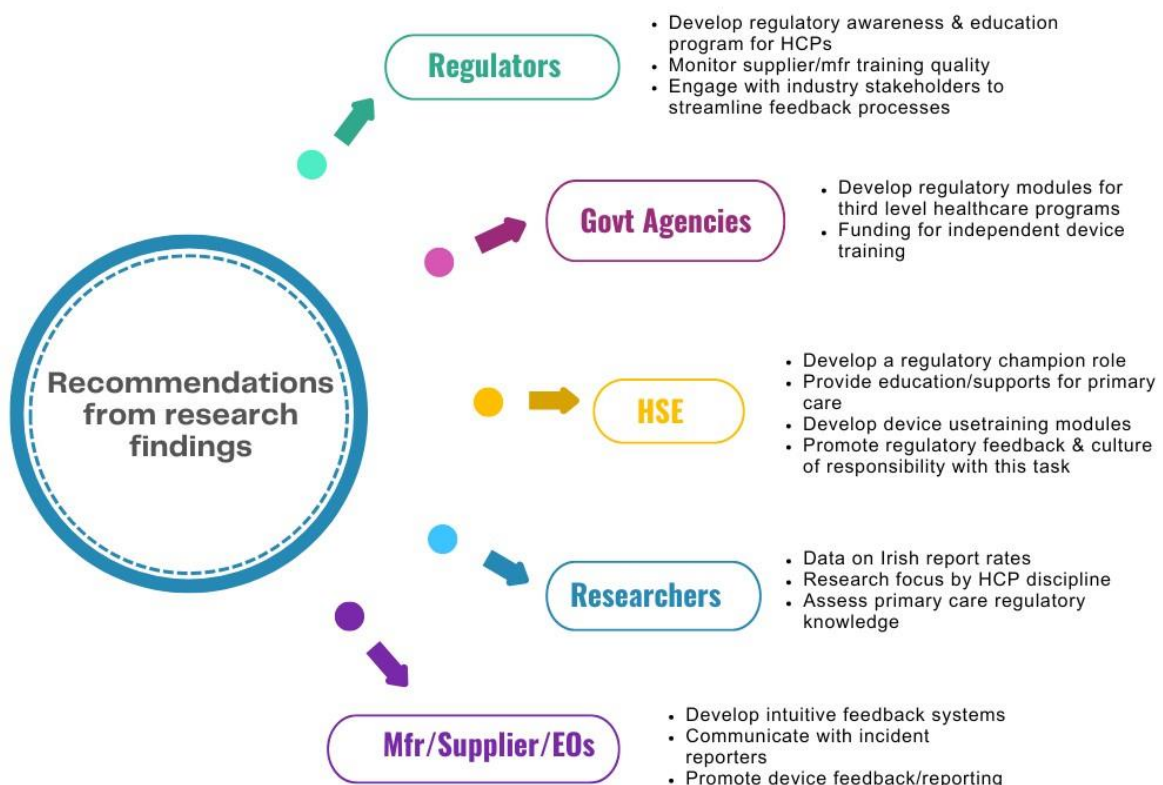 Recommendations
from research
findings
Regulators
• Develop regulatory awareness & education
program for HCPs
• Monitor supplier/mfr training quality
• Engage with industry stakeholders to
streamline feedback processes
Govt Agencies
• Develop regulatory modules for
third level healthcare programs
• Funding for independent device
training
HSE
• Develop a regulatory champion role
• Provide education/supports for primary
care
• Develop device usetraining modules
• Promote regulatory feedback & culture
of responsibility with this task
Researchers
• Data on Irish report rates
• Research focus by HCP discipline
• Assess primary care regulatory
knowledge
Mfr/Supplier/EOs
• Develop intuitive feedback systems
• Communicate with incident
reporters
• Promote device feedback/reporting